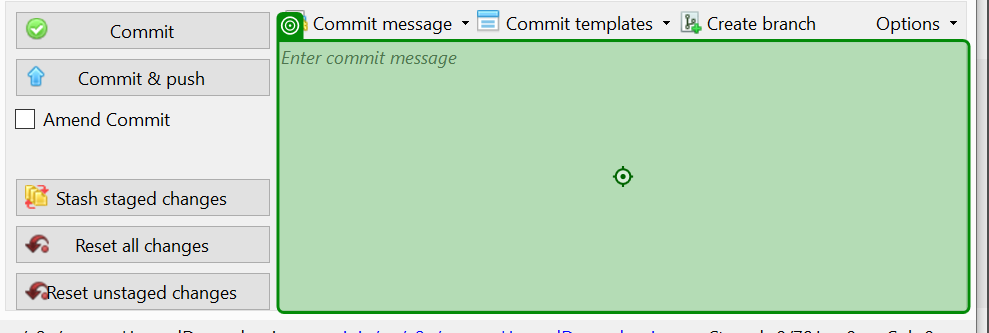 Commit
Commit & push
Amend Commit
Stash staged changes
Reset all changes
Reset unstaged changes
Commit message
Commit templates
Create branch
Options
Enter commit message